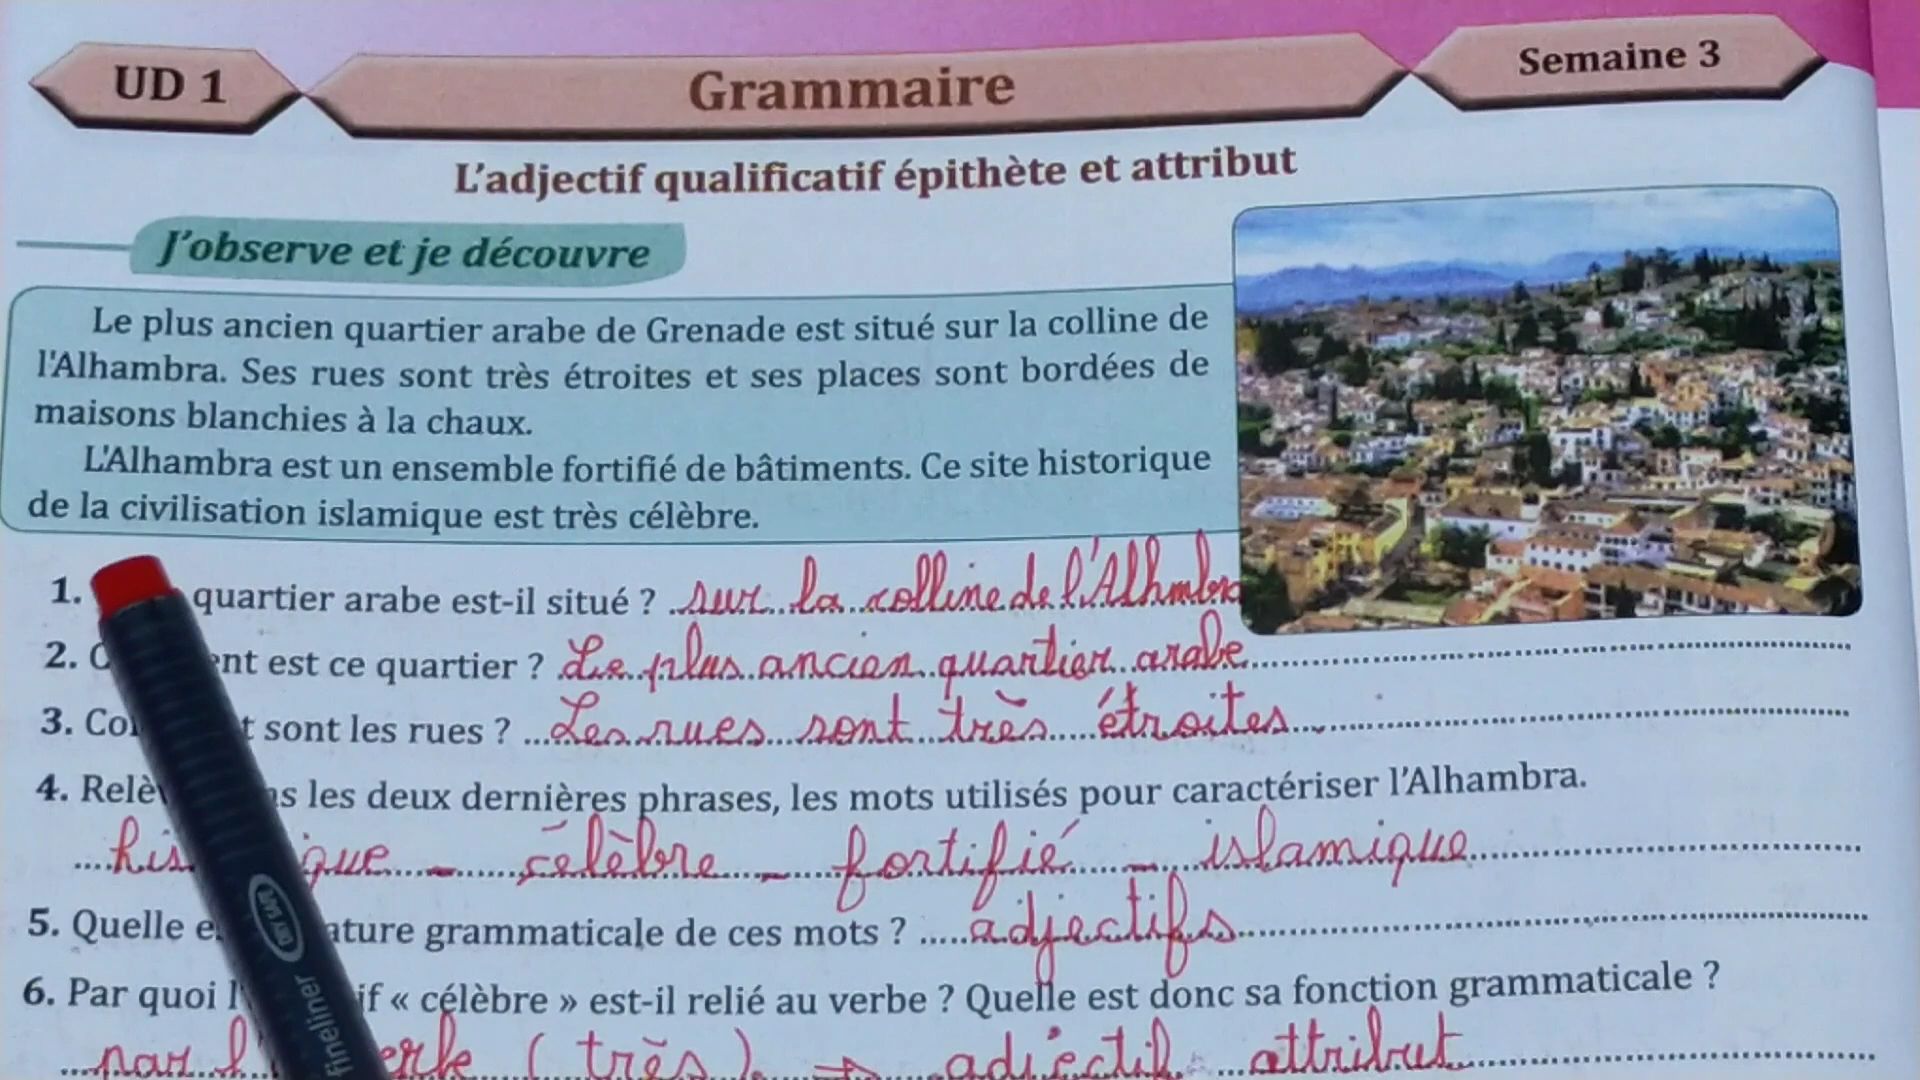 UD 1
Grammaire
Semaine 3
L'adjectif qualificatif épithète et attribut
J'observe et je découvre
Le plus ancien quartier arabe de Grenade est situé sur la colline de
l'Alhambra. Ses rues sont très étroites et ses places sont bordées de
maisons blanchies à la chaux.
L'Alhambra est un ensemble fortifié de bâtiments. Ce site historique
de la civilisation islamique est très célèbre.
1. quartier arabe est-il situé ? sur la colline de l'Alhmbra
2. C nt est ce quartier ? Le plus ancien quartier arabe
3. Co t sont les rues ? Les rues sont très étroites
4. Relè s les deux dernières phrases, les mots utilisés pour caractériser l'Alhambra.
his que - célèbre - fortifié - islamique
5. Quelle e ature grammaticale de ces mots ? adjectifs
6. Par quoi l if « célèbre » est-il relié au verbe ? Quelle est donc sa fonction grammaticale ?
par l' erbe (très) → adjectif attribut
fineliner